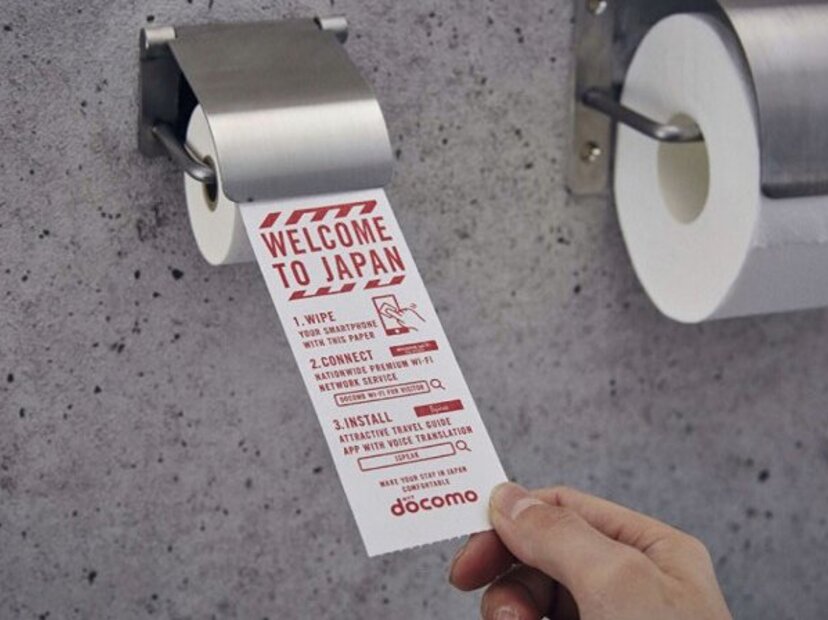 WELCOME
TO JAPAN
1.WIPE
YOUR SMARTPHONE
WITH THIS PAPER
2.CONNECT
NATIONWIDE PREMIUM WI-FI
NETWORK SERVICE
DOCOMO WI-FI FOR VISITOR
3.INSTALL
ATTRACTIVE TRAVEL GUIDE
APP WITH VOICE TRANSLATION
JSPEAK
MAKE YOUR STAY IN JAPAN
COMFORTABLE
docomo